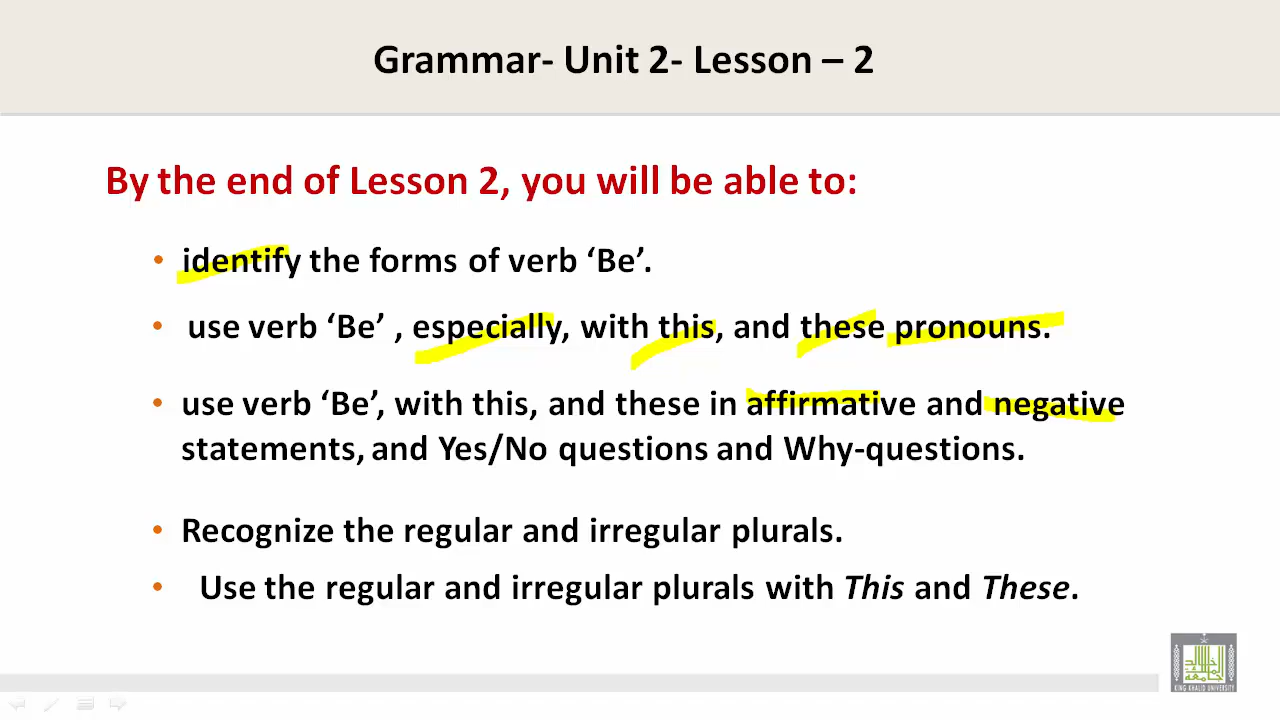 Grammar- Unit 2- Lesson – 2
By the end of Lesson 2, you will be able to:
• identify the forms of verb ‘Be’.
• use verb ‘Be’ , especially, with this, and these pronouns.
• use verb ‘Be’, with this, and these in affirmative and negative
statements, and Yes/No questions and Why-questions.
• Recognize the regular and irregular plurals.
• Use the regular and irregular plurals with This and These.
KING KHALID UNIVERSITY